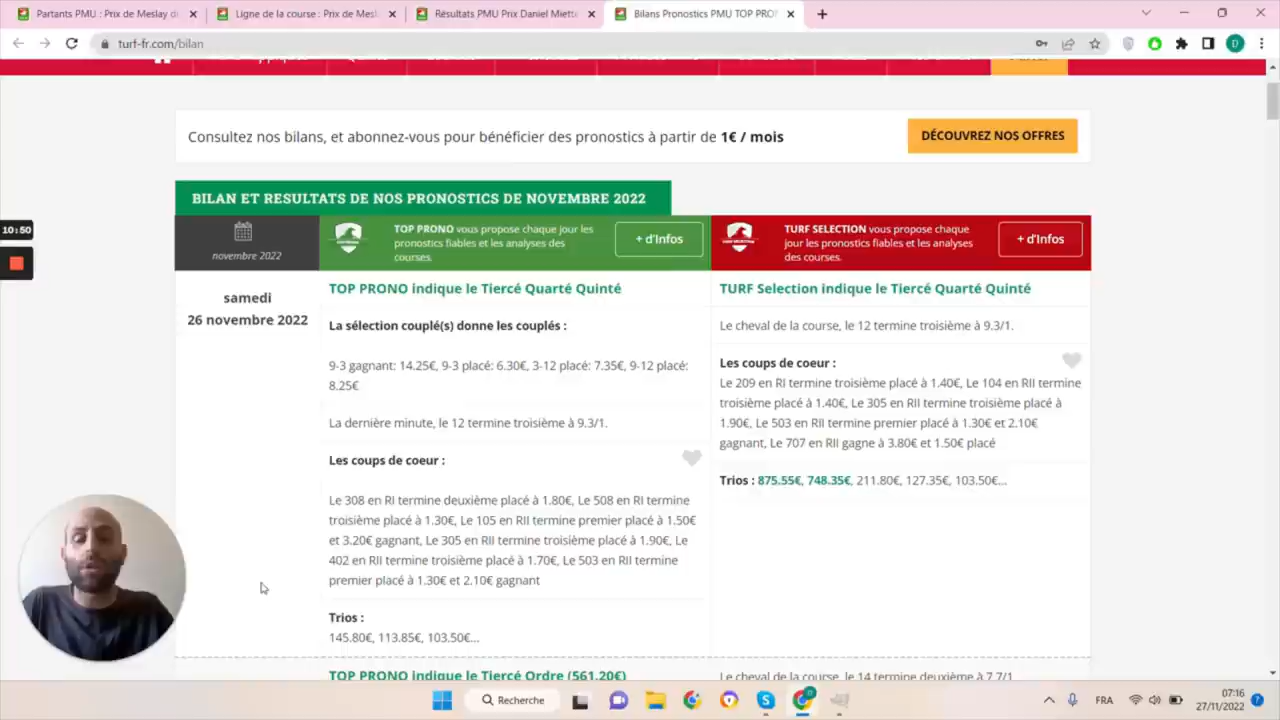 Partants PMU : Prix de Meslay d
Ligne de la course : Prix de Mesl
Résultats PMU Prix Daniel Miette
Bilans Pronostics PMU TOP PRO
turf-fr.com/bilan
D
Consultez nos bilans, et abonnez-vous pour bénéficier des pronostics à partir de 1€ / mois
DÉCOUVREZ NOS OFFRES
BILAN ET RESULTATS DE NOS PRONOSTICS DE NOVEMBRE 2022
10:50
novembre 2022
TOP PRONO vous propose chaque jour les
pronostics fiables et les analyses des
courses.
+ d'Infos
TURF SELECTION vous propose chaque
jour les pronostics fiables et les analyses
des courses.
+ d'Infos
samedi
26 novembre 2022
TOP PRONO indique le Tiercé Quarté Quinté
La sélection couplé(s) donne les couplés :
9-3 gagnant: 14.25€, 9-3 placé: 6.30€, 3-12 placé: 7.35€, 9-12 placé:
8.25€
La dernière minute, le 12 termine troisième à 9.3/1.
Les coups de coeur :
Le 308 en RI termine deuxième placé à 1.80€, Le 508 en RI termine
troisième placé à 1.30€, Le 105 en RII termine premier placé à 1.50€
et 3.20€ gagnant, Le 305 en RII termine troisième placé à 1.90€, Le
402 en RII termine troisième placé à 1.70€, Le 503 en RII termine
premier placé à 1.30€ et 2.10€ gagnant
Trios :
145.80€, 113.85€, 103.50€...
TOP PRONO indique le Tiercé Ordre (561.20€)
TURF Selection indique le Tiercé Quarté Quinté
Le cheval de la course, le 12 termine troisième à 9.3/1.
Les coups de coeur :
Le 209 en RI termine troisième placé à 1.40€, Le 104 en RII termine
troisième placé à 1.40€, Le 305 en RII termine troisième placé à
1.90€, Le 503 en RII termine premier placé à 1.30€ et 2.10€
gagnant, Le 707 en RII gagne à 3.80€ et 1.50€ placé
Trios : 875.55€, 748.35€, 211.80€, 127.35€, 103.50€...
Le cheval de la course, le 14 termine deuxième à 7.7/1
Recherche
FRA
07:16
27/11/2022